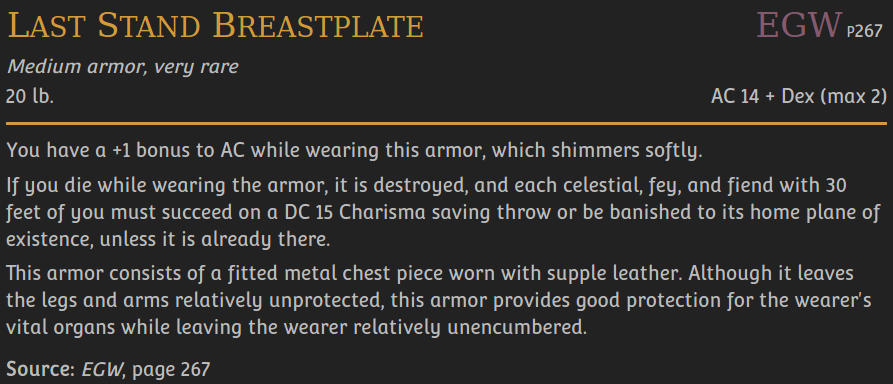 LAST STAND BREASTPLATE EGW P267
Medium armor, very rare
20 lb. AC 14 + Dex (max 2)
You have a +1 bonus to AC while wearing this armor, which shimmers softly.
If you die while wearing the armor, it is destroyed, and each celestial, fey, and fiend with 30
feet of you must succeed on a DC 15 Charisma saving throw or be banished to its home plane of
existence, unless it is already there.
This armor consists of a fitted metal chest piece worn with supple leather. Although it leaves
the legs and arms relatively unprotected, this armor provides good protection for the wearer's
vital organs while leaving the wearer relatively unencumbered.
Source: EGW, page 267